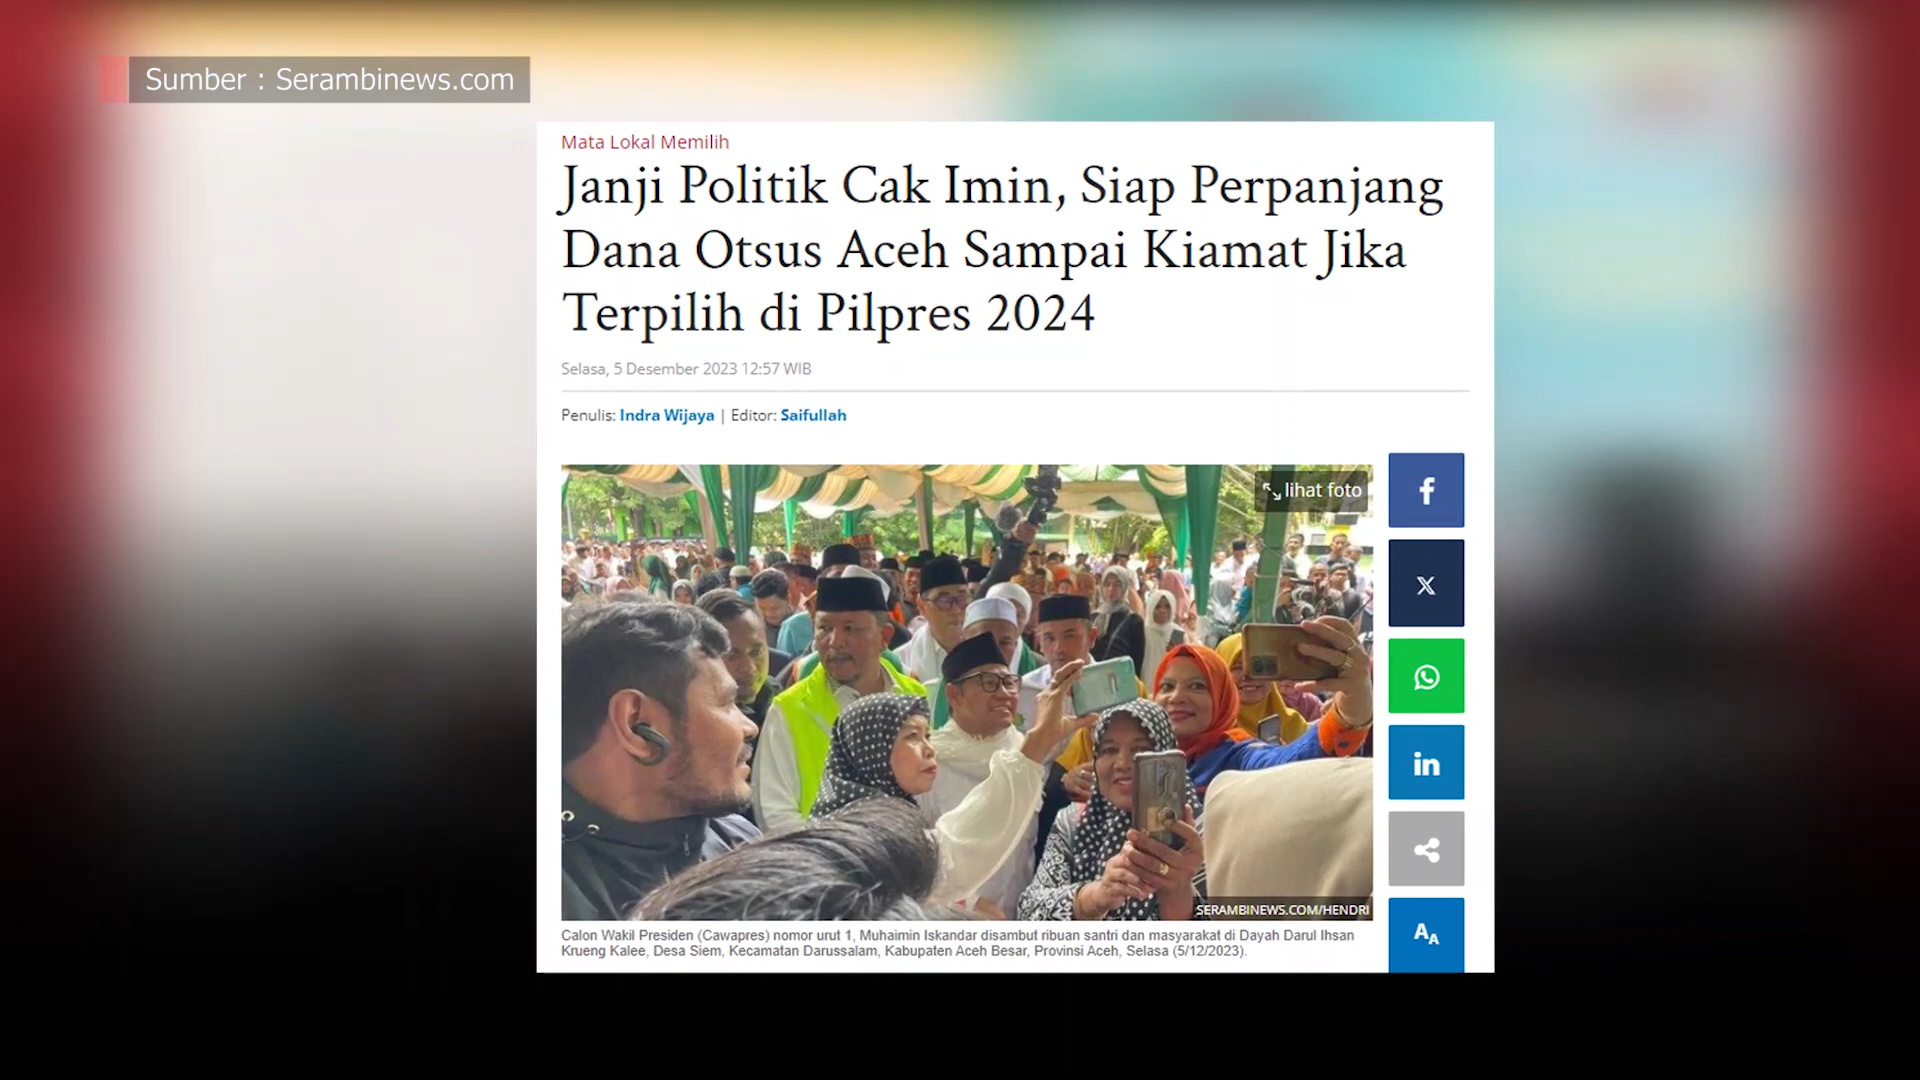 Sumber : Serambinews.com
Mata Lokal Memilih
Janji Politik Cak Imin, Siap Perpanjang
Dana Otsus Aceh Sampai Kiamat Jika
Terpilih di Pilpres 2024
Selasa, 5 Desember 2023 12:57 WIB
Penulis: Indra Wijaya | Editor: Saifullah
lihat foto
SERAMBINEWS.COM/HENDRI
Calon Wakil Presiden (Cawapres) nomor urut 1, Muhaimin Iskandar disambut ribuan santri dan masyarakat di Dayah Darul Ihsan
Krueng Kalee, Desa Siem, Kecamatan Darussalam, Kabupaten Aceh Besar, Provinsi Aceh, Selasa (5/12/2023).
f
X
in
AA